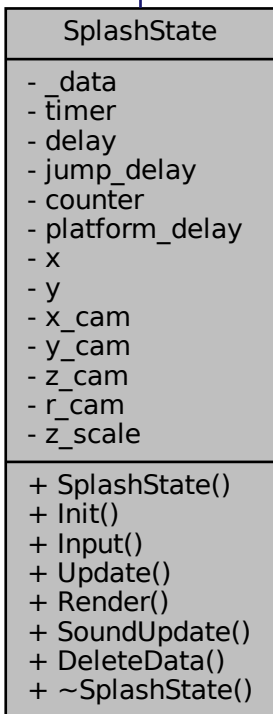 SplashState
- _data
- timer
- delay
- jump_delay
- counter
- platform_delay
- x
- y
- x_cam
- y_cam
- z_cam
- r_cam
- z_scale
+ SplashState()
+ Init()
+ Input()
+ Update()
+ Render()
+ SoundUpdate()
+ DeleteData()
+ ~SplashState()